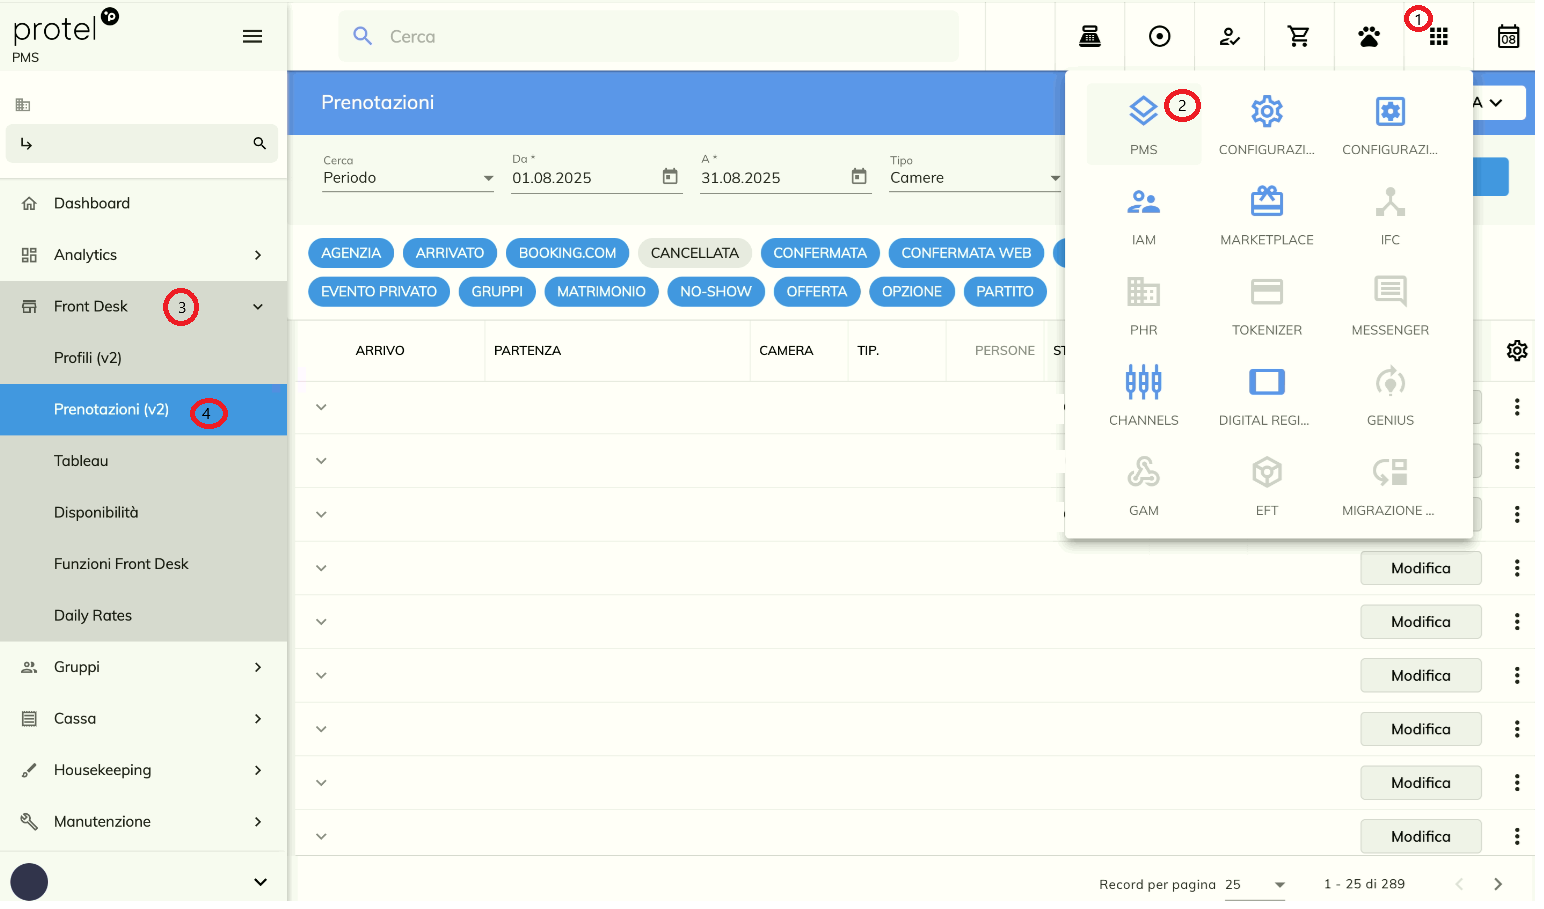 protel
PMS
Cerca
1
08
Prenotazioni
A
Cerca
Periodo
Da *
01.08.2025
A *
31.08.2025
Tipo
Camere
AGENZIA ARRIVATO BOOKING.COM CANCELLATA CONFERMATA CONFERMATA WEB
EVENTO PRIVATO GRUPPI MATRIMONIO NO-SHOW OFFERTA OPZIONE PARTITO
ARRIVO PARTENZA CAMERA TIP. PERSONE ST
2
PMS CONFIGURAZI... CONFIGURAZI...
IAM MARKETPLACE IFC
PHR TOKENIZER MESSENGER
CHANNELS DIGITAL REGI... GENIUS
GAM EFT MIGRAZIONE ...
Dashboard
Analytics
Front Desk 3
Profili (v2)
Prenotazioni (v2) 4
Tableau
Disponibilità
Funzioni Front Desk
Daily Rates
Gruppi
Cassa
Housekeeping
Manutenzione
Modifica
Modifica
Modifica
Modifica
Modifica
Modifica
Record per pagina 25 1 - 25 di 289